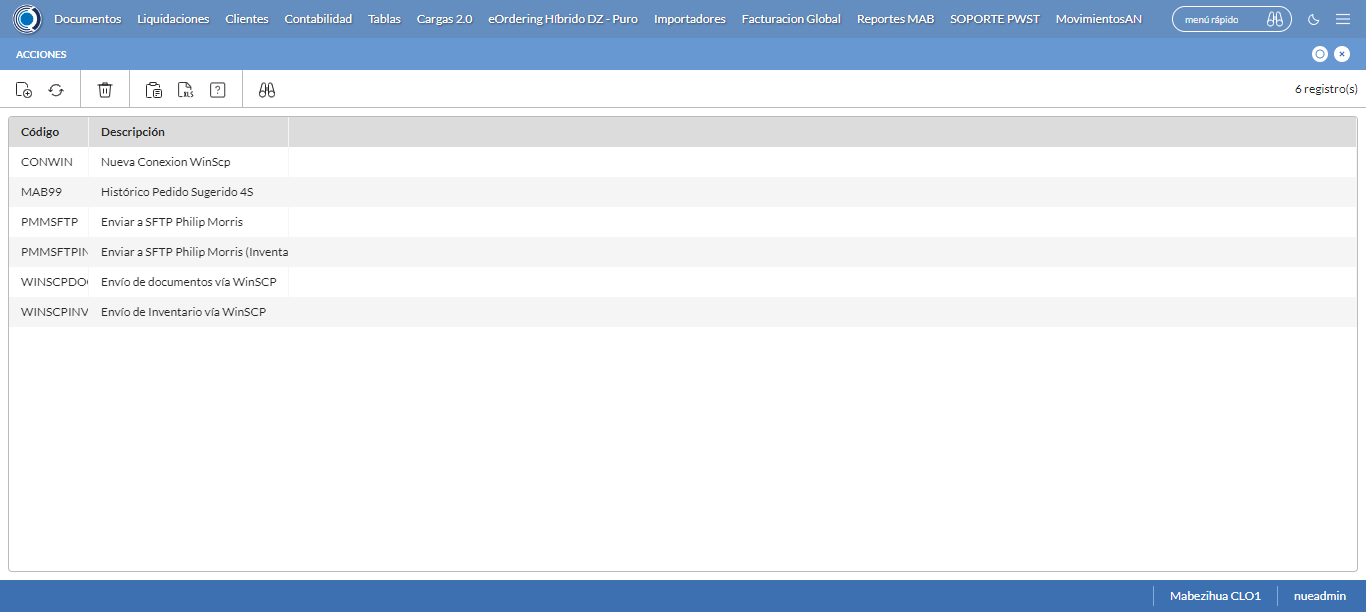 Documentos Liquidaciones Clientes Contabilidad Tablas Cargas 2.0 eOrdering Híbrido DZ - Puro Importadores Facturacion Global Reportes MAB SOPORTE PWST MovimientosAN menú rápido
ACCIONES
XLS ? 6 registro(s)
Código Descripción
CONWIN Nueva Conexion WinScp
MAB99 Histórico Pedido Sugerido 4S
PMMSFTP Enviar a SFTP Philip Morris
PMMSFTPIN Enviar a SFTP Philip Morris (Inventa
WINSCPDO Envío de documentos vía WinSCP
WINSCPINV Envío de Inventario vía WinSCP
Mabezihua CLO1 nueadmin